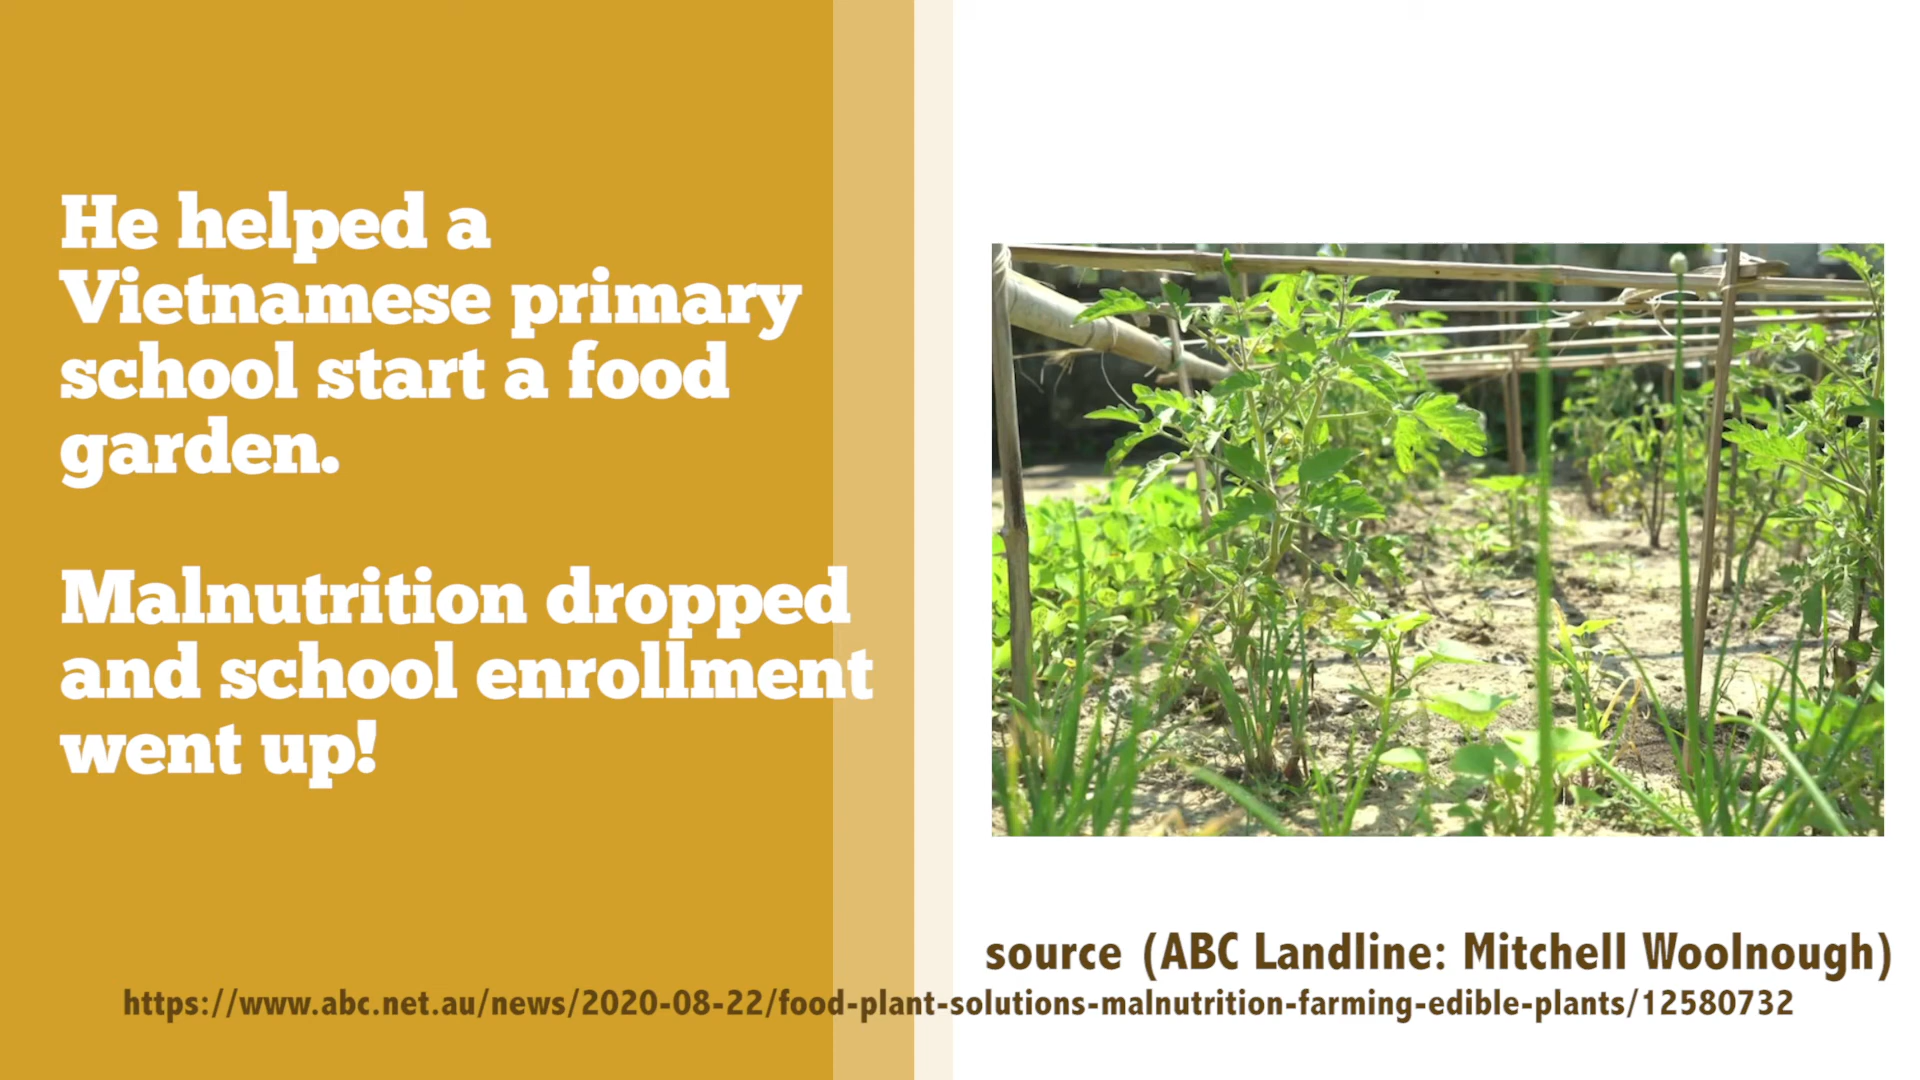 He helped a
Vietnamese primary
school start a food
garden.
Malnutrition dropped
and school enrollment
went up!
source (ABC Landline: Mitchell Woolnough)
https://www.abc.net.au/news/2020-08-22/food-plant-solutions-malnutrition-farming-edible-plants/12580732